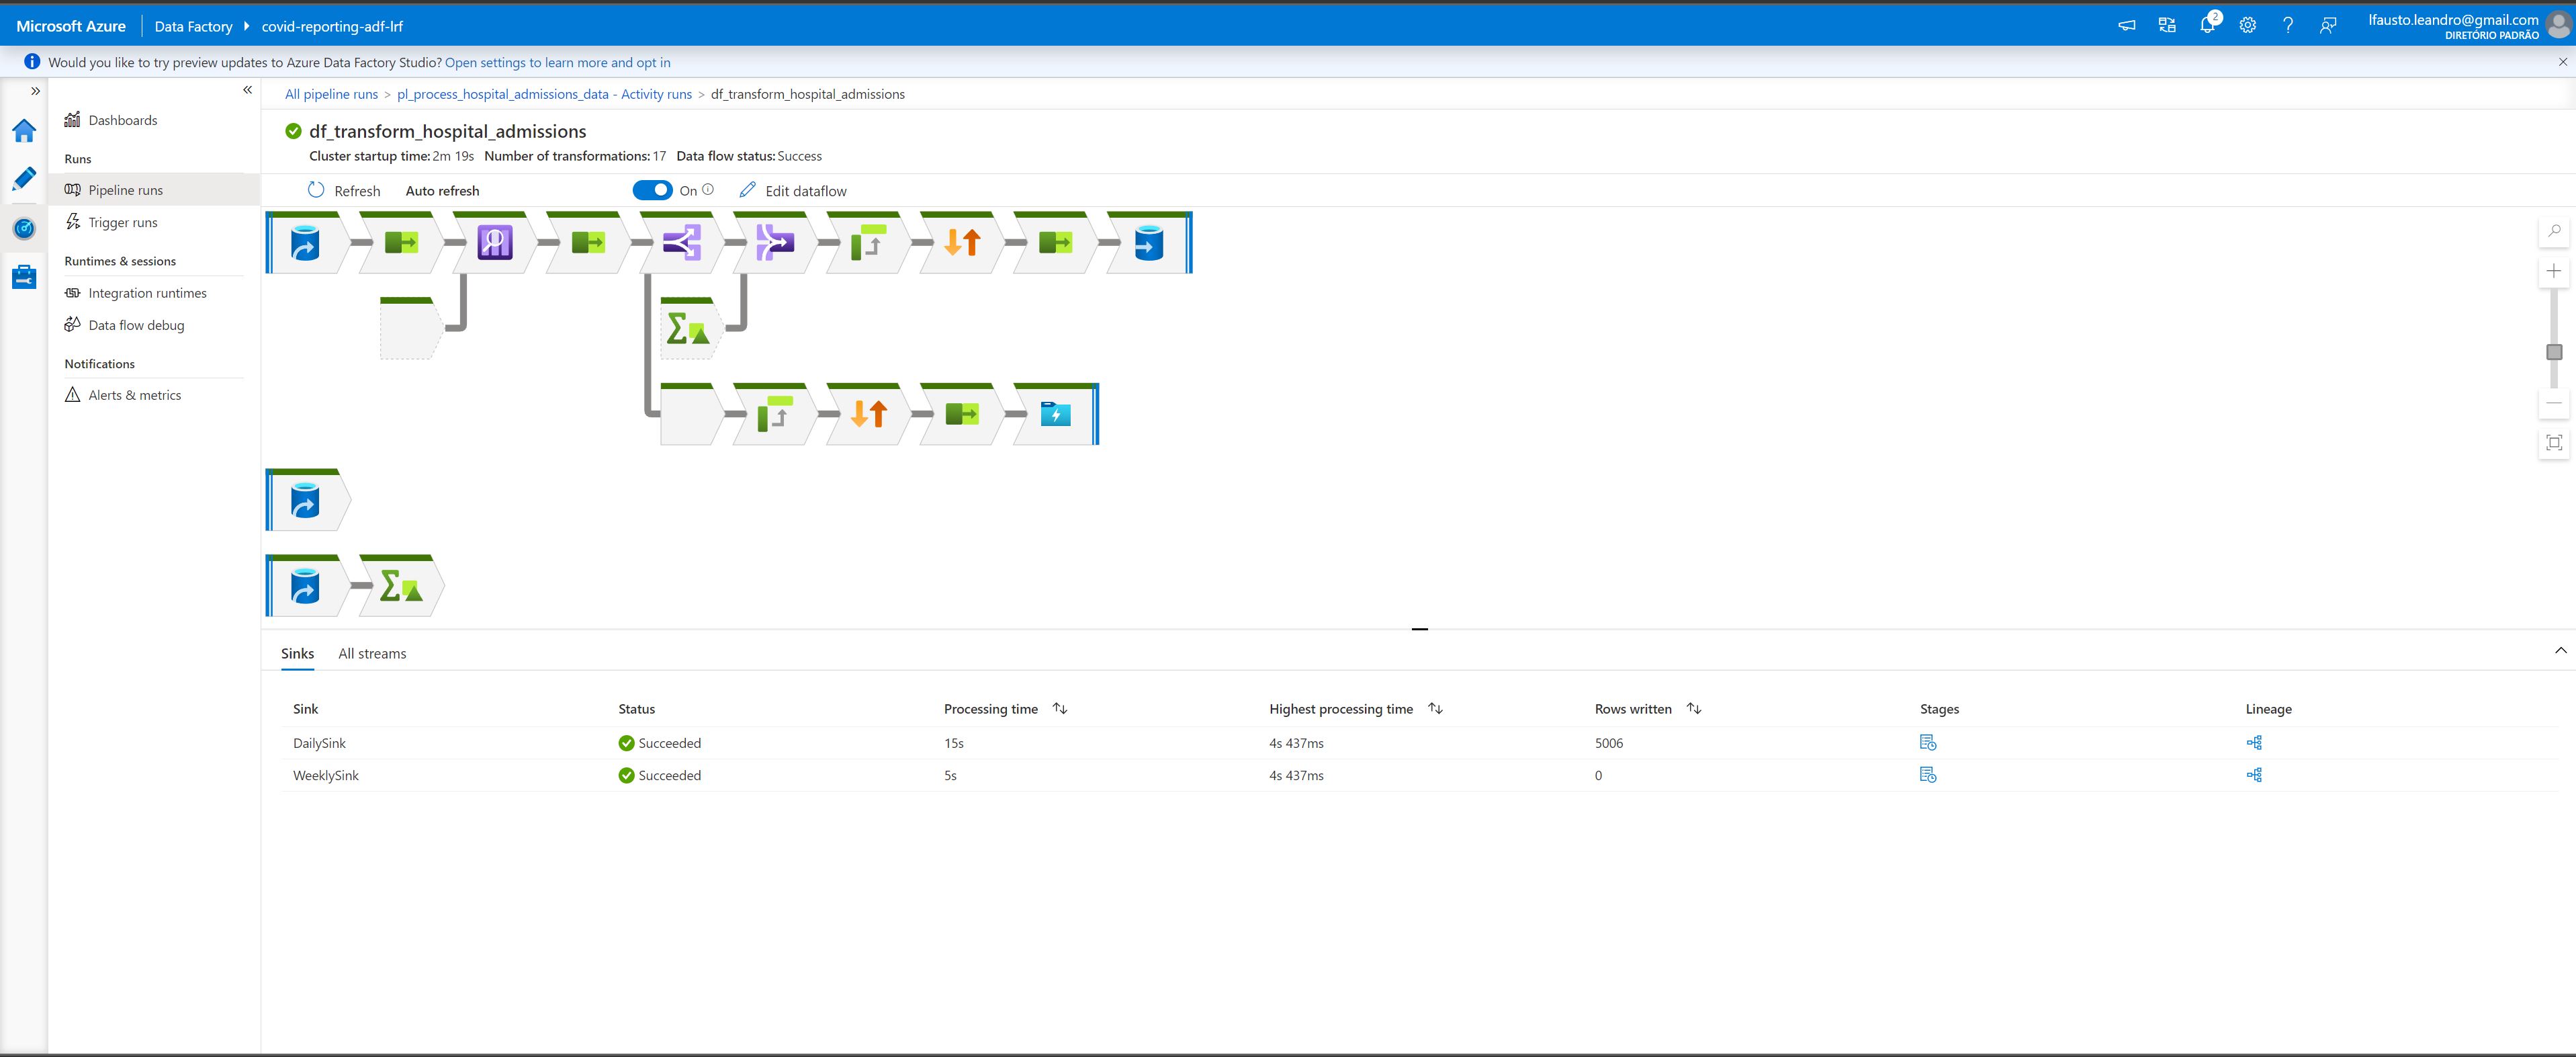 Microsoft Azure
Data Factory
covid-reporting-adf-lrf
2
lfausto.leandro@gmail.com
DIRETÓRIO PADRÃO
Would you like to try preview updates to Azure Data Factory Studio? Open settings to learn more and opt in
Dashboards
Runs
Pipeline runs
Trigger runs
Runtimes & sessions
Integration runtimes
Data flow debug
Notifications
Alerts & metrics
All pipeline runs > pl_process_hospital_admissions_data - Activity runs > df_transform_hospital_admissions
df_transform_hospital_admissions
Cluster startup time: 2m 19s Number of transformations: 17 Data flow status: Success
Refresh Auto refresh On Edit dataflow
Sinks All streams
Sink Status Processing time Highest processing time Rows written Stages Lineage
DailySink Succeeded 15s 4s 437ms 5006
WeeklySink Succeeded 5s 4s 437ms 0